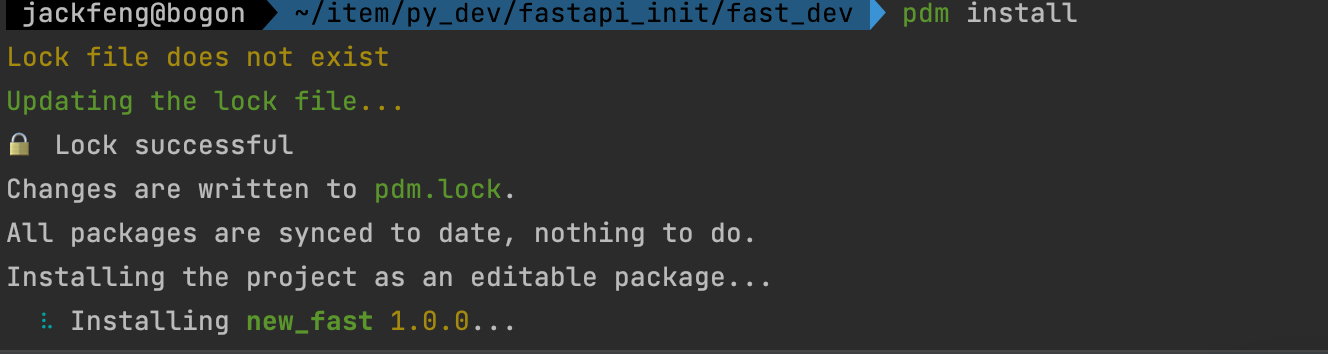 jackfeng@bogon ~/item/py_dev/fastapi_init/fast_dev pdm install
Lock file does not exist
Updating the lock file...
🔒 Lock successful
Changes are written to pdm.lock.
All packages are synced to date, nothing to do.
Installing the project as an editable package...
⠧ Installing new_fast 1.0.0...